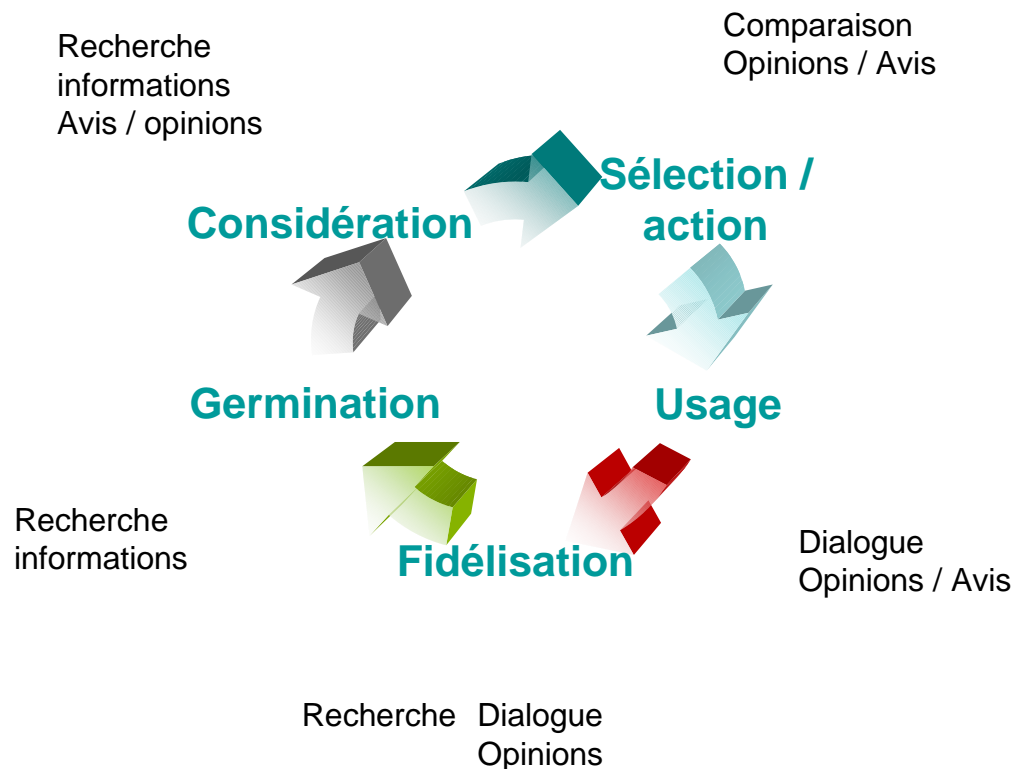 Recherche
informations
Avis / opinions
Comparaison
Opinions / Avis
Considération
Sélection /
action
Germination
Usage
Recherche
informations
Fidélisation
Dialogue
Opinions / Avis
Recherche
Dialogue
Opinions